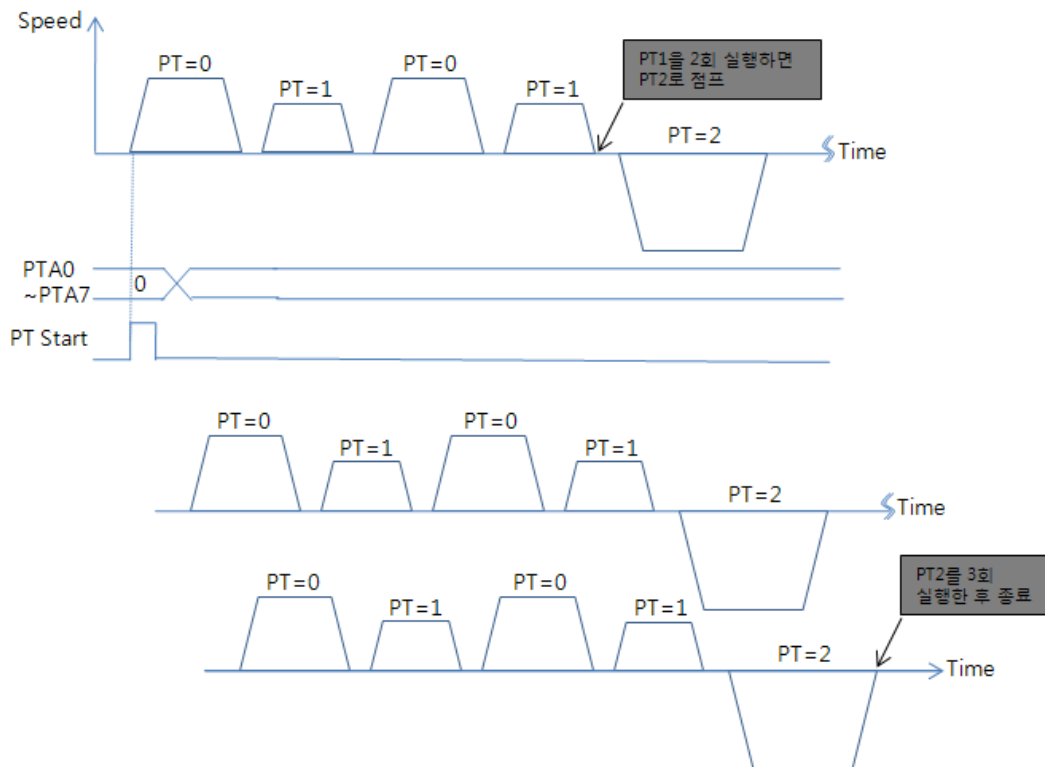 Speed
PT=0
PT=1
PT=0
PT=1
PT1을 2회 실행하면
PT2로 점프
PT=2
Time
PTA0
~PTA7
0
PT Start
PT=0
PT=1
PT=0
PT=1
PT=2
Time
PT=0
PT=1
PT=0
PT=1
PT=2
PT2를 3회
실행한 후 종료
Time